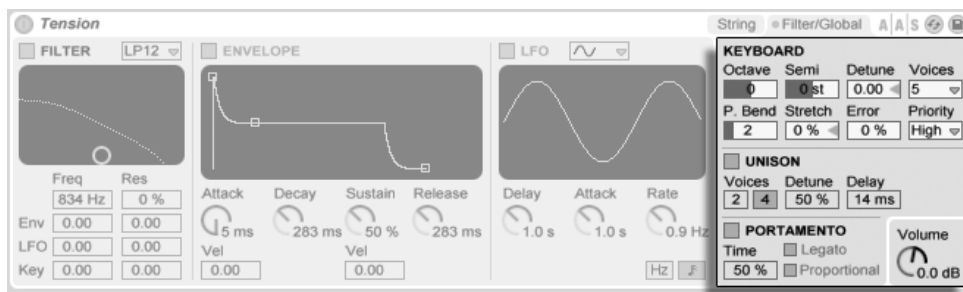 Tension
String Filter/Global A A S
FILTER LP12
Freq Res
834 Hz 0 %
Env 0.00 0.00
LFO 0.00 0.00
Key 0.00 0.00
ENVELOPE
Attack Decay Sustain Release
5 ms 283 ms 50 % 283 ms
Vel Vel
0.00 0.00
LFO
Delay Attack Rate
1.0 s 1.0 s 0.9 Hz
Hz
KEYBOARD
Octave Semi Detune Voices
0 0 st 0.00 5
P. Bend Stretch Error Priority
2 0 % 0 % High
UNISON
Voices Detune Delay
2 4 50 % 14 ms
PORTAMENTO
Time Legato
50 % Proportional
Volume
0.0 dB